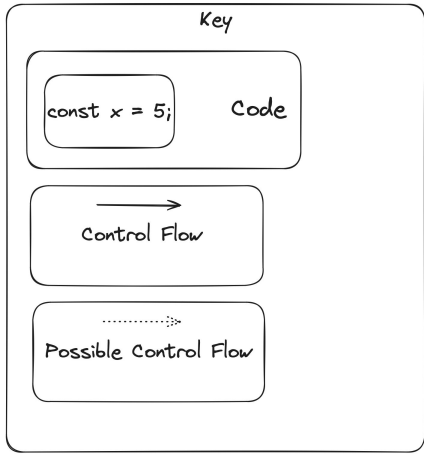 Key
const x = 5;
Code
Control Flow
Possible Control Flow